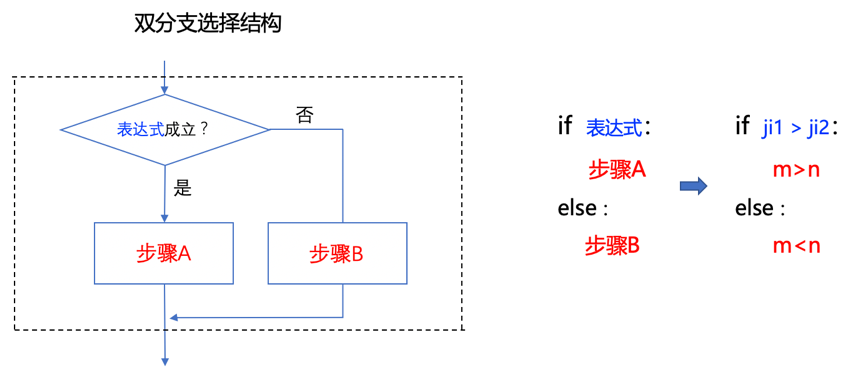 双分支选择结构
表达式成立？
否
是
步骤A
步骤B
if 表达式：
步骤A
else：
步骤B
if ji1 > ji2:
m>n
else：
m<n